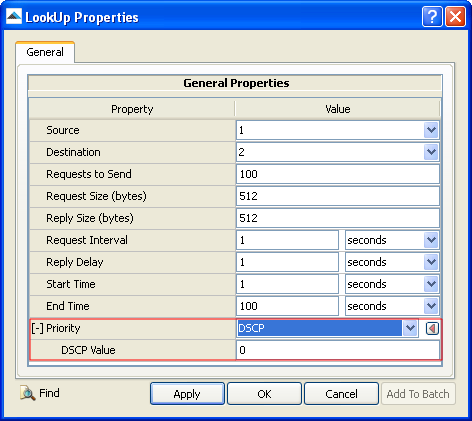 LookUp Properties
General
General Properties
Property Value
Source 1
Destination 2
Requests to Send 100
Request Size (bytes) 512
Reply Size (bytes) 512
Request Interval 1 seconds
Reply Delay 1 seconds
Start Time 1 seconds
End Time 100 seconds
[-] Priority DSCP
DSCP Value 0
Find Apply OK Cancel Add To Batch